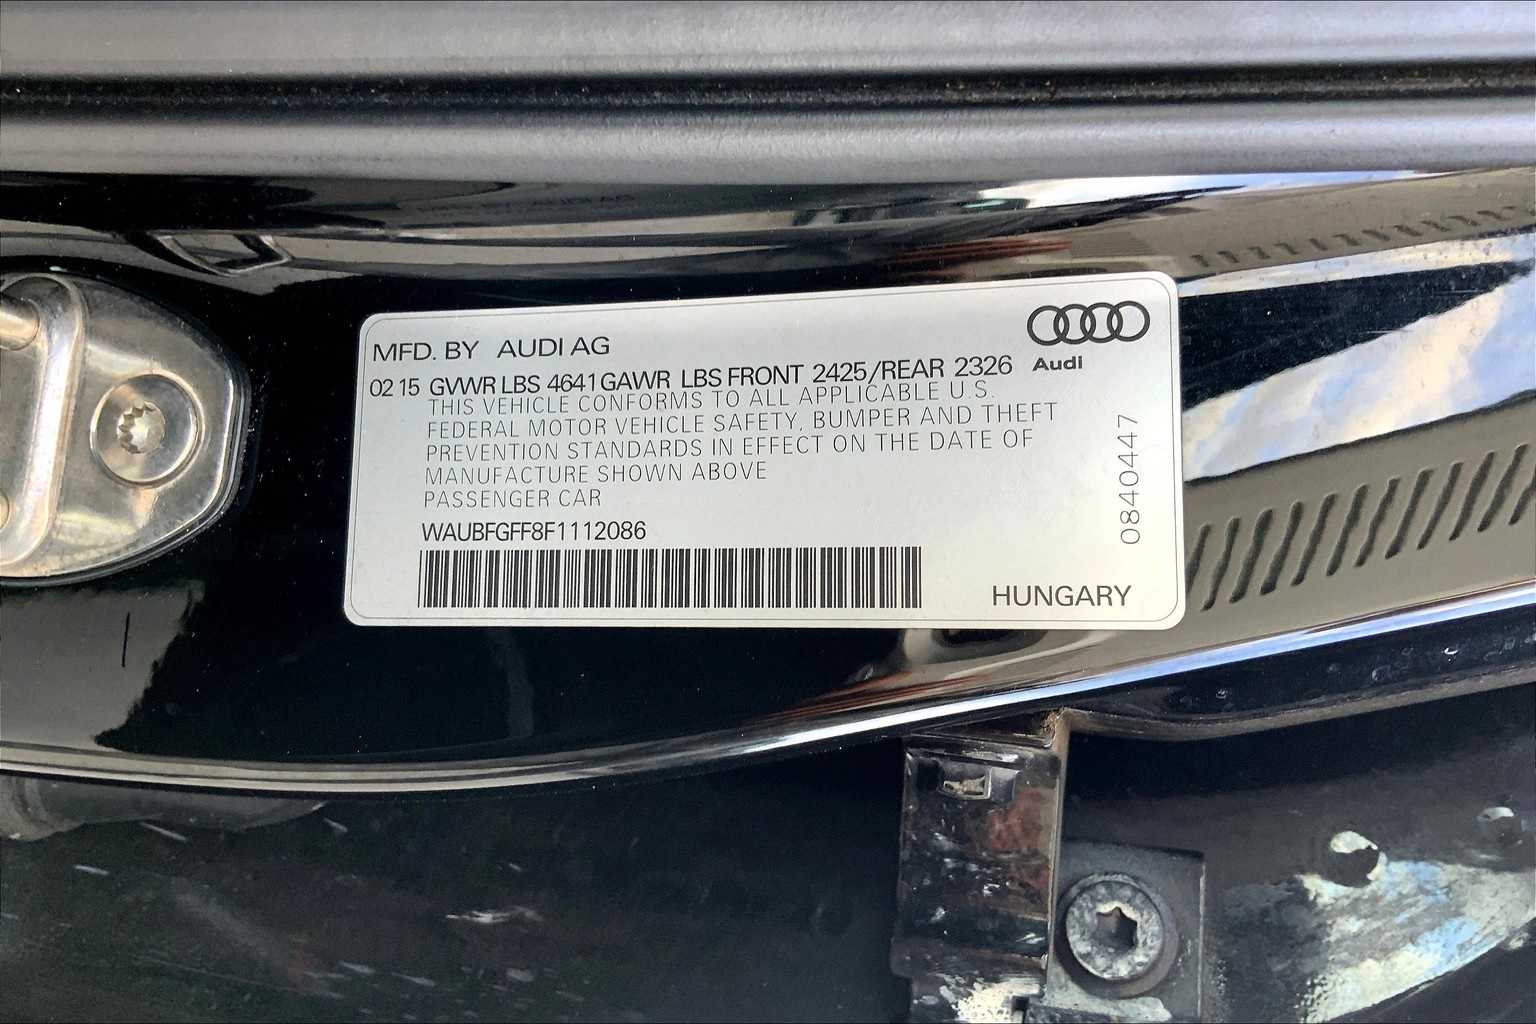 MFD. BY AUDI AG
02 15 GVWR LBS 4641 GAWR LBS FRONT 2425/REAR 2326
Audi
THIS VEHICLE CONFORMS TO ALL APPLICABLE U.S.
FEDERAL MOTOR VEHICLE SAFETY, BUMPER AND THEFT
PREVENTION STANDARDS IN EFFECT ON THE DATE OF
MANUFACTURE SHOWN ABOVE
PASSENGER CAR
WAUBFGFF8F1112086
0840447
HUNGARY